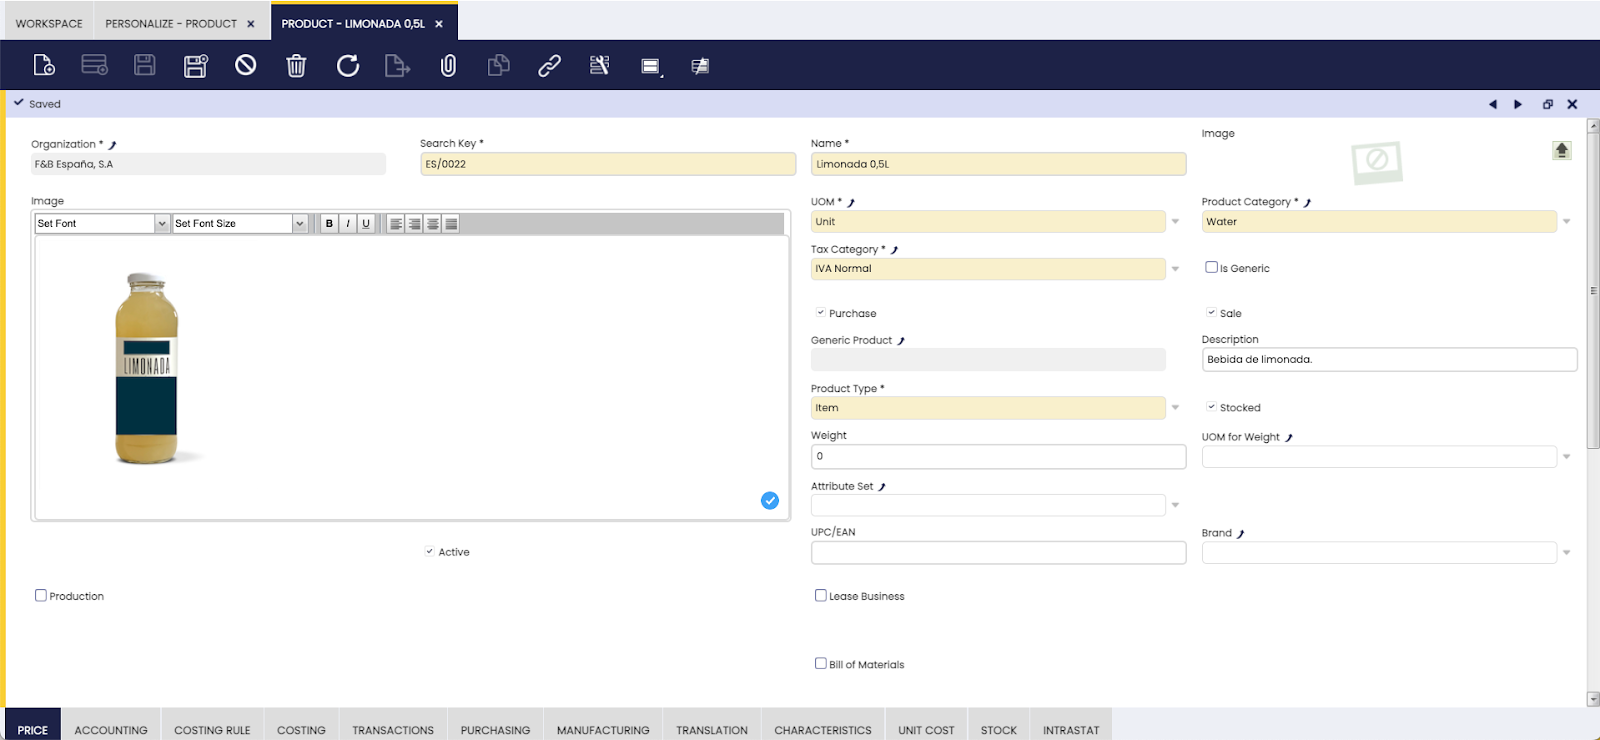 WORKSPACE PERSONALIZE - PRODUCT × PRODUCT - LIMONADA 0,5L ×
Saved
Organization * Search Key * Name * Image
F&B España, S.A ES/0022 Limonada 0,5L
Image UOM * Product Category *
Set Font Set Font Size B I U Unit Water
Tax Category *
IVA Normal Is Generic
LIMONADA
Purchase Sale
Generic Product Description
Bebida de limonada.
Product Type *
Item Stocked
Weight UOM for Weight
0
Attribute Set
UPC/EAN Brand
Active
Production Lease Business
Bill of Materials
PRICE ACCOUNTING COSTING RULE COSTING TRANSACTIONS PURCHASING MANUFACTURING TRANSLATION CHARACTERISTICS UNIT COST STOCK INTRASTAT